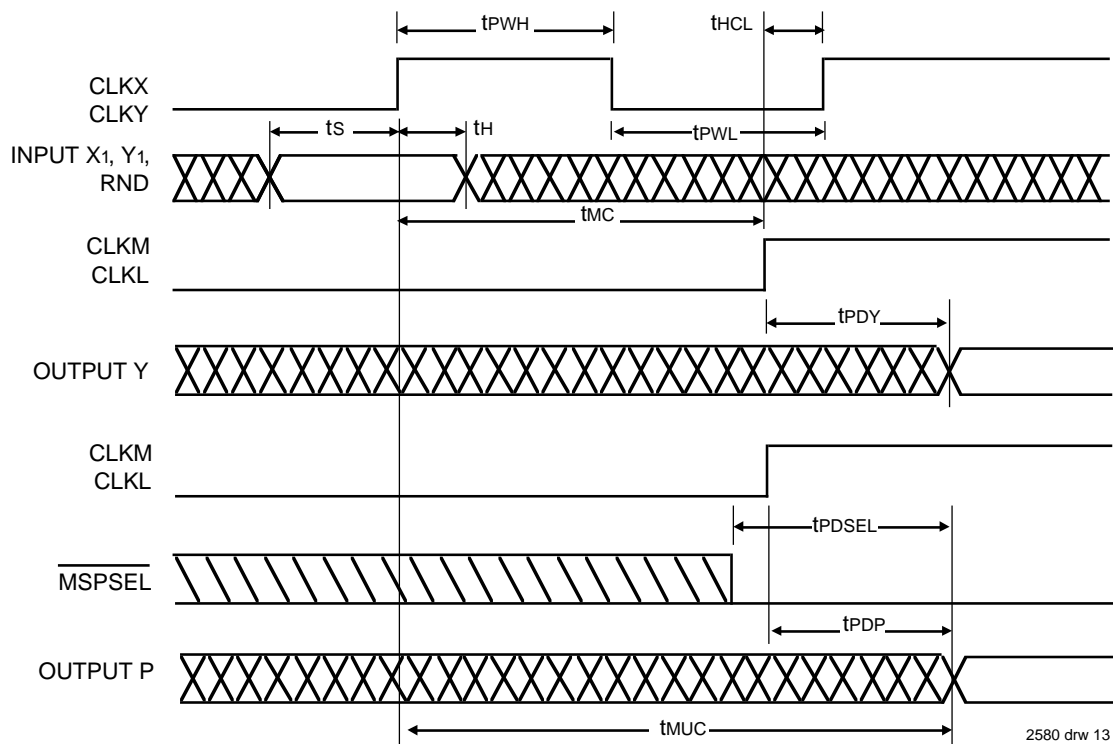 tPWH
tHCL
CLKX
CLKY
tS
tH
tPWL
INPUT X1, Y1,
RND
tMC
CLKM
CLKL
tPDY
OUTPUT Y
CLKM
CLKL
tPDSEL
MSPSEL
tPDP
OUTPUT P
tMUC
2580 drw 13